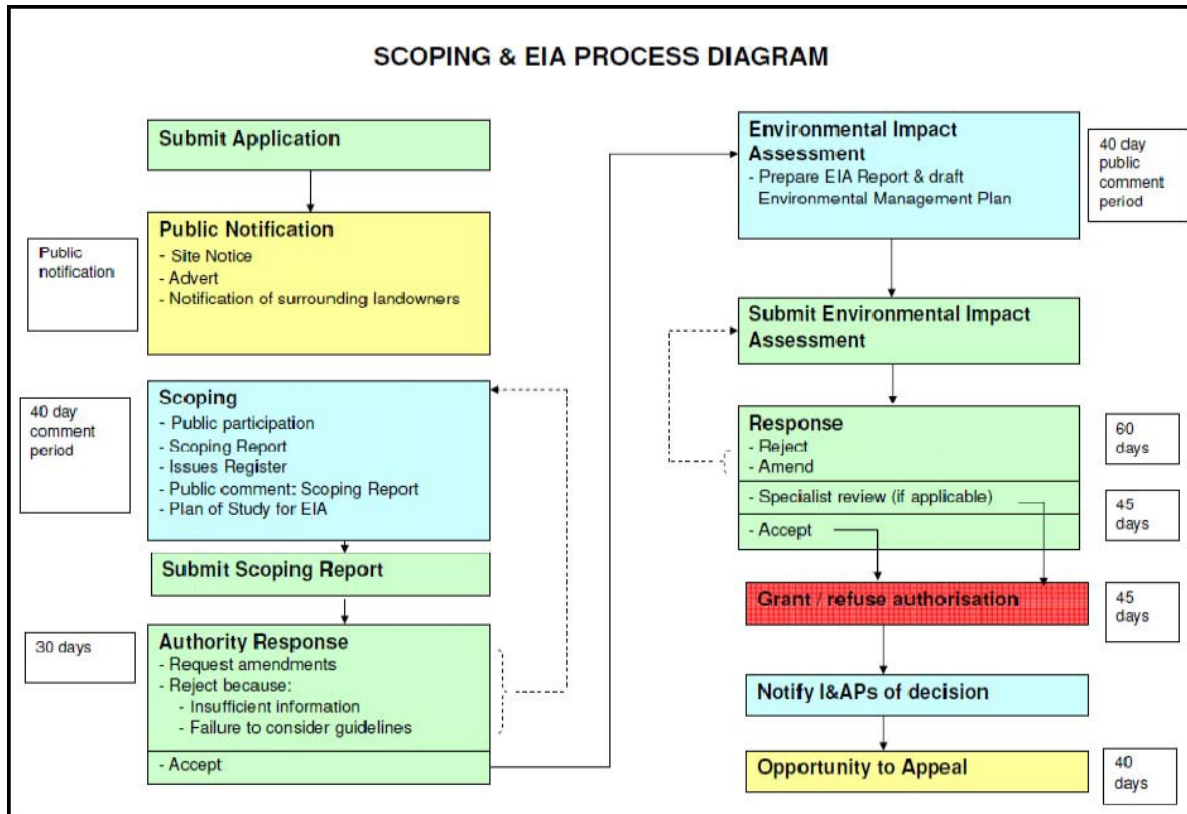 SCOPING & EIA PROCESS DIAGRAM
Submit Application
Public notification
Public Notification
- Site Notice
- Advert
- Notification of surrounding landowners
40 day
comment
period
Scoping
- Public participation
- Scoping Report
- Issues Register
- Public comment: Scoping Report
- Plan of Study for EIA
Submit Scoping Report
30 days
Authority Response
- Request amendments
- Reject because:
- Insufficient information
- Failure to consider guidelines
- Accept
Environmental Impact
Assessment
- Prepare EIA Report & draft
Environmental Management Plan
40 day
public
comment
period
Submit Environmental Impact
Assessment
Response
- Reject
- Amend
- Specialist review (if applicable)
- Accept
60
days
45
days
Grant / refuse authorisation
45
days
Notify I&APs of decision
Opportunity to Appeal
40
days